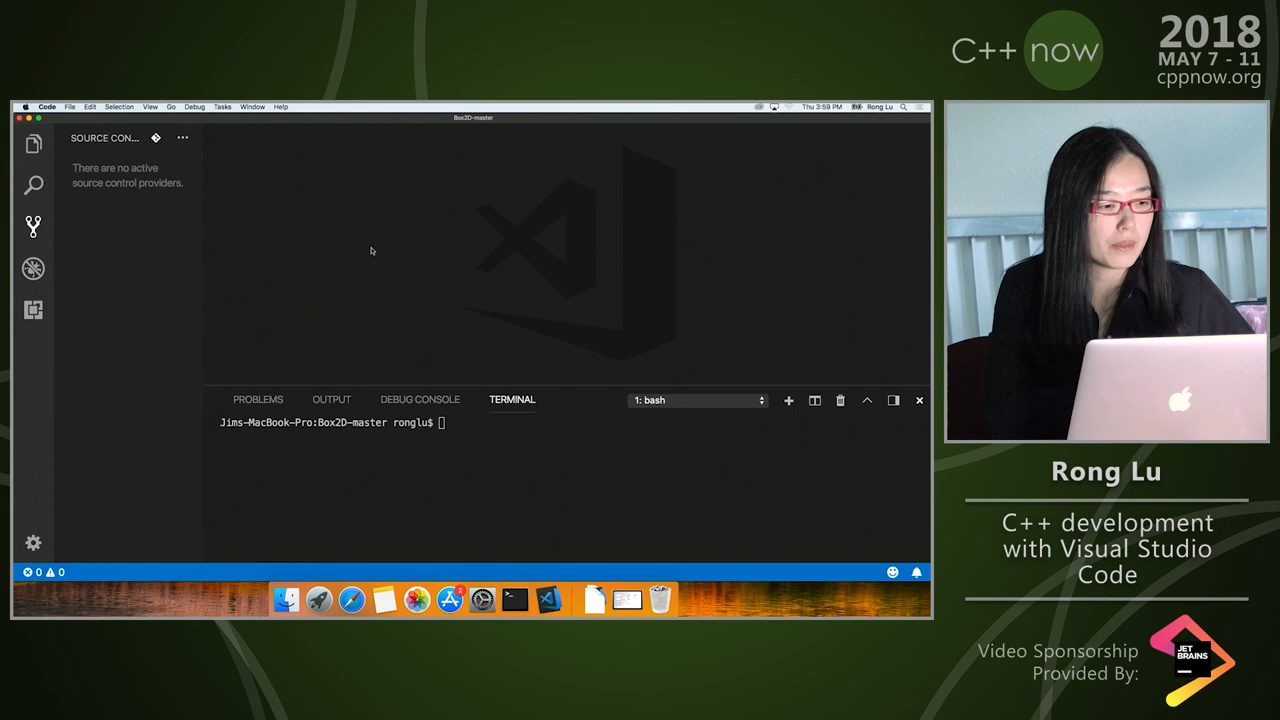 C++ now
2018
MAY 7 - 11
cppnow.org
Code File Edit Selection View Go Debug Tasks Window Help
Thu 3:59 PM Rong Lu
Box2D-master
SOURCE CON...
There are no active
source control providers.
PROBLEMS OUTPUT DEBUG CONSOLE TERMINAL 1: bash
Jims-MacBook-Pro:Box2D-master ronglu$
0 0
Rong Lu
C++ development
with Visual Studio
Code
Video Sponsorship
Provided By:
JET
BRAINS